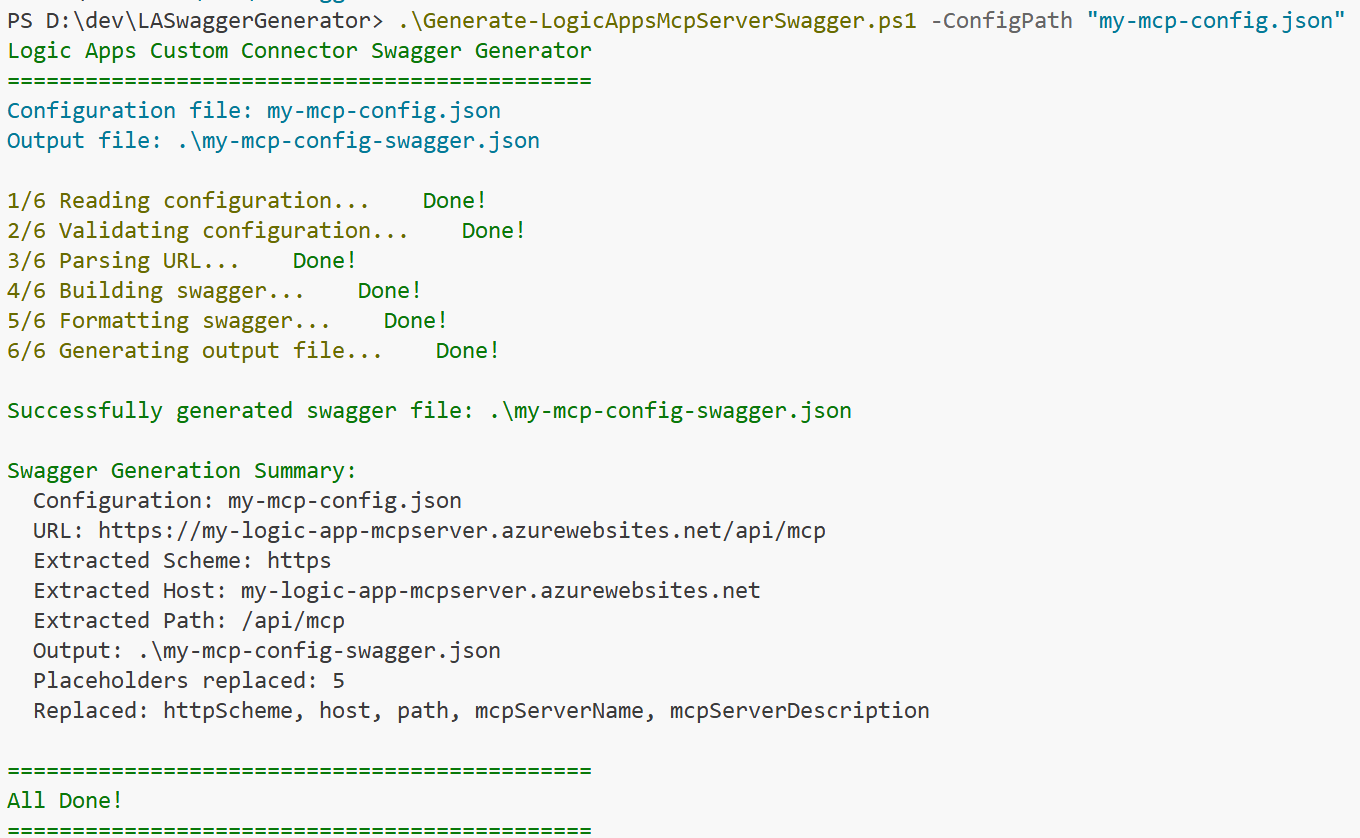 PS D:\dev\LASwaggerGenerator> .\Generate-LogicAppsMcpServerSwagger.ps1 -ConfigPath "my-mcp-config.json"
Logic Apps Custom Connector Swagger Generator
=============================================
Configuration file: my-mcp-config.json
Output file: .\my-mcp-config-swagger.json

1/6 Reading configuration...    Done!
2/6 Validating configuration...    Done!
3/6 Parsing URL...    Done!
4/6 Building swagger...    Done!
5/6 Formatting swagger...    Done!
6/6 Generating output file...    Done!

Successfully generated swagger file: .\my-mcp-config-swagger.json

Swagger Generation Summary:
  Configuration: my-mcp-config.json
  URL: https://my-logic-app-mcpserver.azurewebsites.net/api/mcp
  Extracted Scheme: https
  Extracted Host: my-logic-app-mcpserver.azurewebsites.net
  Extracted Path: /api/mcp
  Output: .\my-mcp-config-swagger.json
  Placeholders replaced: 5
  Replaced: httpScheme, host, path, mcpServerName, mcpServerDescription

=============================================
All Done!
=============================================